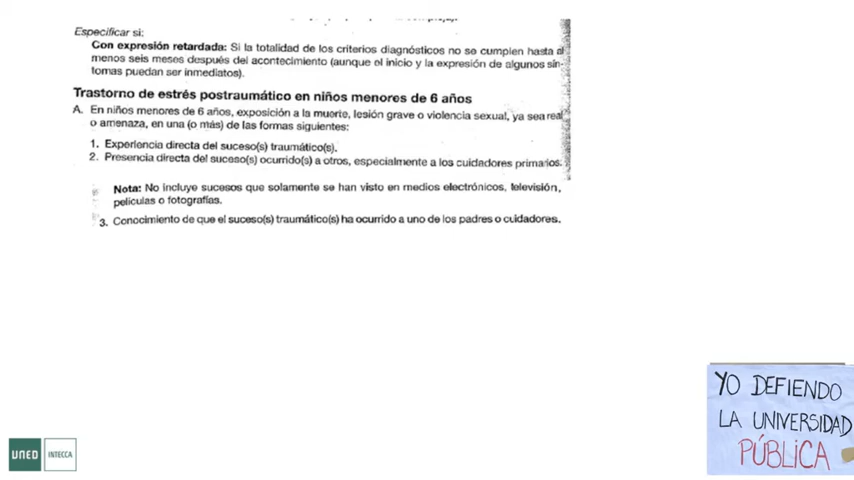 Especificar si:
Con expresión retardada: Si la totalidad de los criterios diagnósticos no se cumplen hasta al
menos seis meses después del acontecimiento (aunque el inicio y la expresión de algunos sín-
tomas puedan ser inmediatos).
Trastorno de estrés postraumático en niños menores de 6 años
A. En niños menores de 6 años, exposición a la muerte, lesión grave o violencia sexual, ya sea real
o amenaza, en una (o más) de las formas siguientes:
1. Experiencia directa del suceso(s) traumático(s).
2. Presencia directa del suceso(s) ocurrido(s) a otros, especialmente a los cuidadores primarios.
Nota: No incluye sucesos que solamente se han visto en medios electrónicos, televisión,
películas o fotografías.
3. Conocimiento de que el suceso(s) traumático(s) ha ocurrido a uno de los padres o cuidadores.
YO DEFIENDO
LA UNIVERSIDAD
PÚBLICA
UNED INTECCA